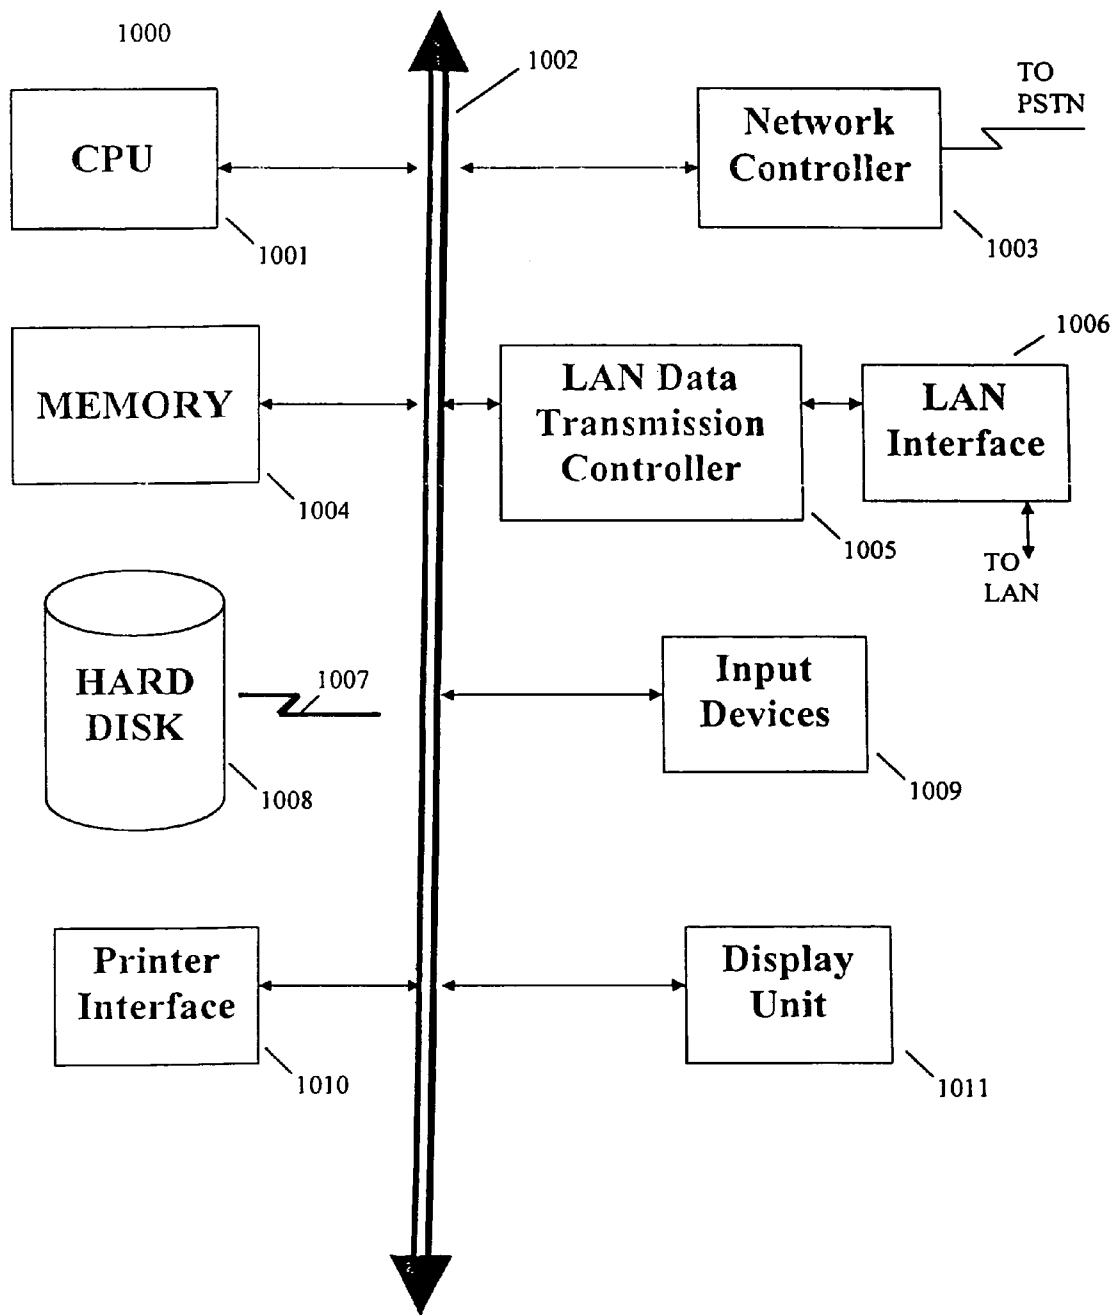 1000
1002
TO
PSTN
CPU
Network
Controller
1001
1003
1006
MEMORY
LAN Data
Transmission
Controller
LAN
Interface
1004
1005
TO
LAN
HARD
DISK
1007
Input
Devices
1008
1009
Printer
Interface
Display
Unit
1010
1011